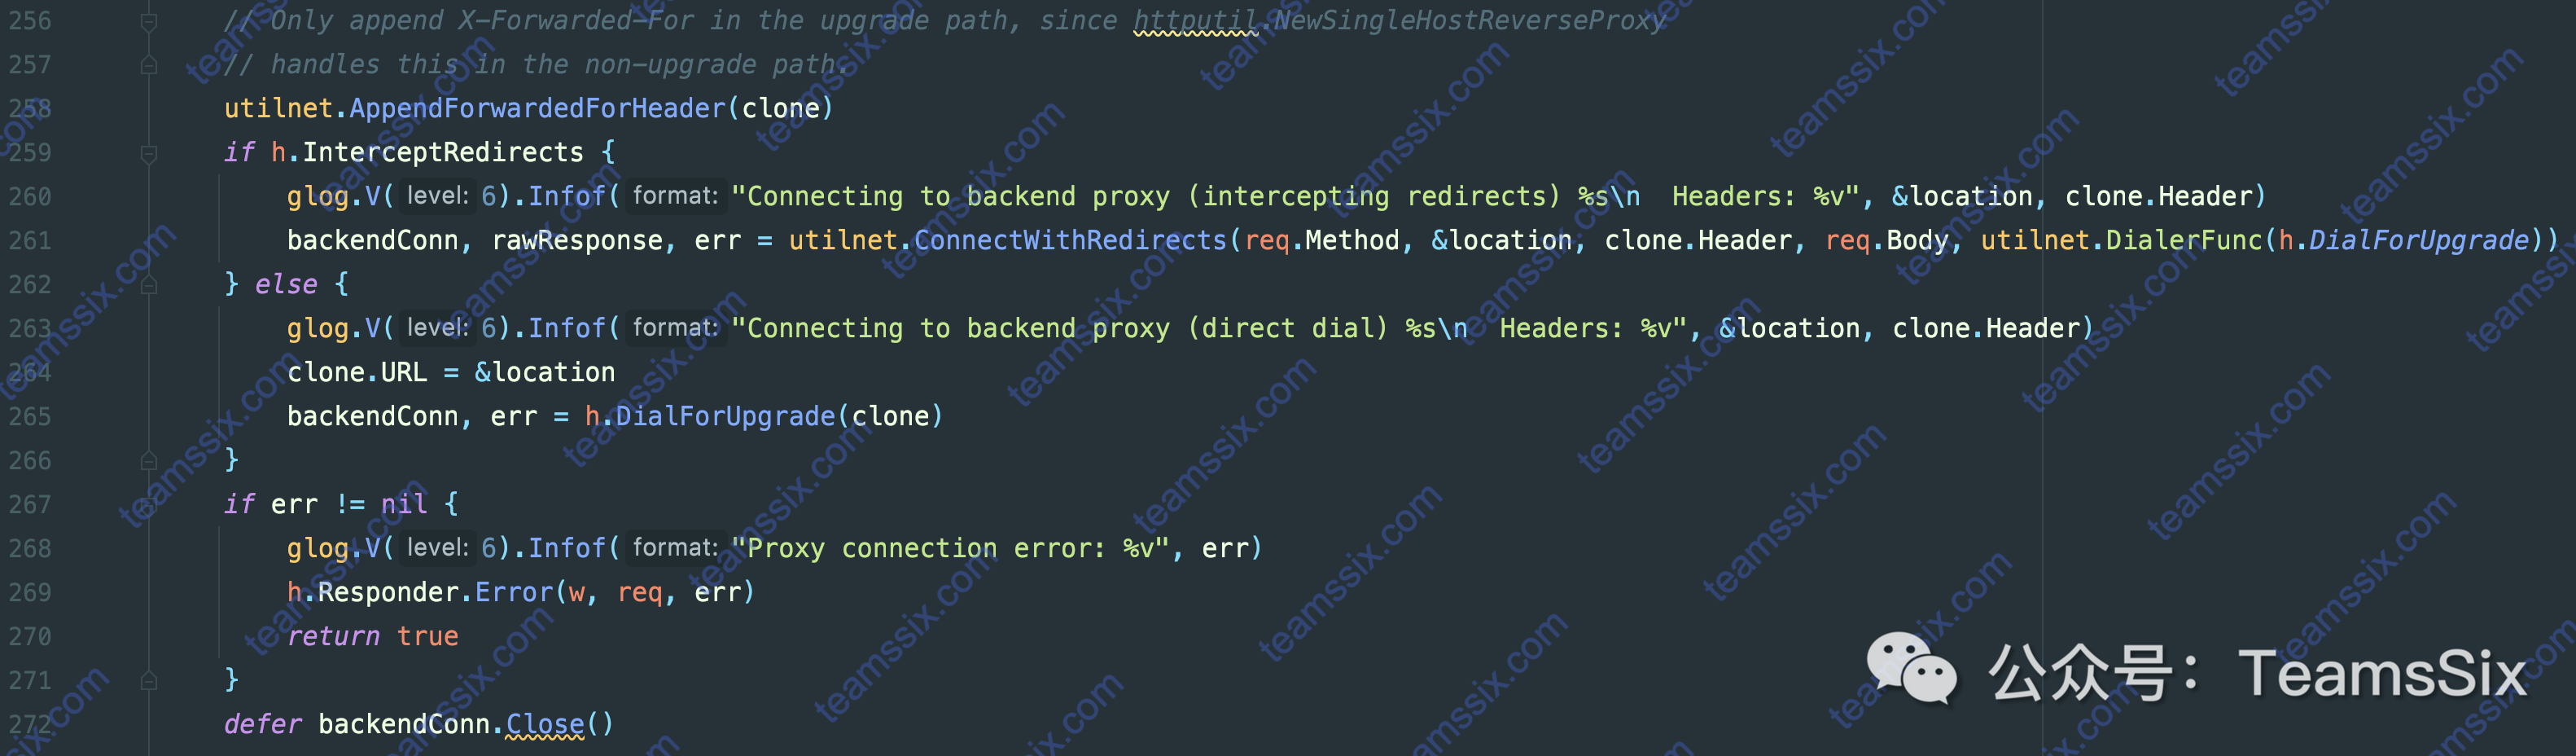 256 // Only append X-Forwarded-For in the upgrade path, since httputil.NewSingleHostReverseProxy
257 // handles this in the non-upgrade path.
258 utilnet.AppendForwardedForHeader(clone)
259 if h.InterceptRedirects {
260 glog.V( level: 6).Infof( format: "Connecting to backend proxy (intercepting redirects) %s\n  Headers: %v", &location, clone.Header)
261 backendConn, rawResponse, err = utilnet.ConnectWithRedirects(req.Method, &location, clone.Header, req.Body, utilnet.DialerFunc(h.DialForUpgrade))
262 } else {
263 glog.V( level: 6).Infof( format: "Connecting to backend proxy (direct dial) %s\n  Headers: %v", &location, clone.Header)
264 clone.URL = &location
265 backendConn, err = h.DialForUpgrade(clone)
266 }
267 if err != nil {
268 glog.V( level: 6).Infof( format: "Proxy connection error: %v", err)
269 h.Responder.Error(w, req, err)
270 return true
271 }
272 defer backendConn.Close()
公众号：TeamsSix
teamssix.com